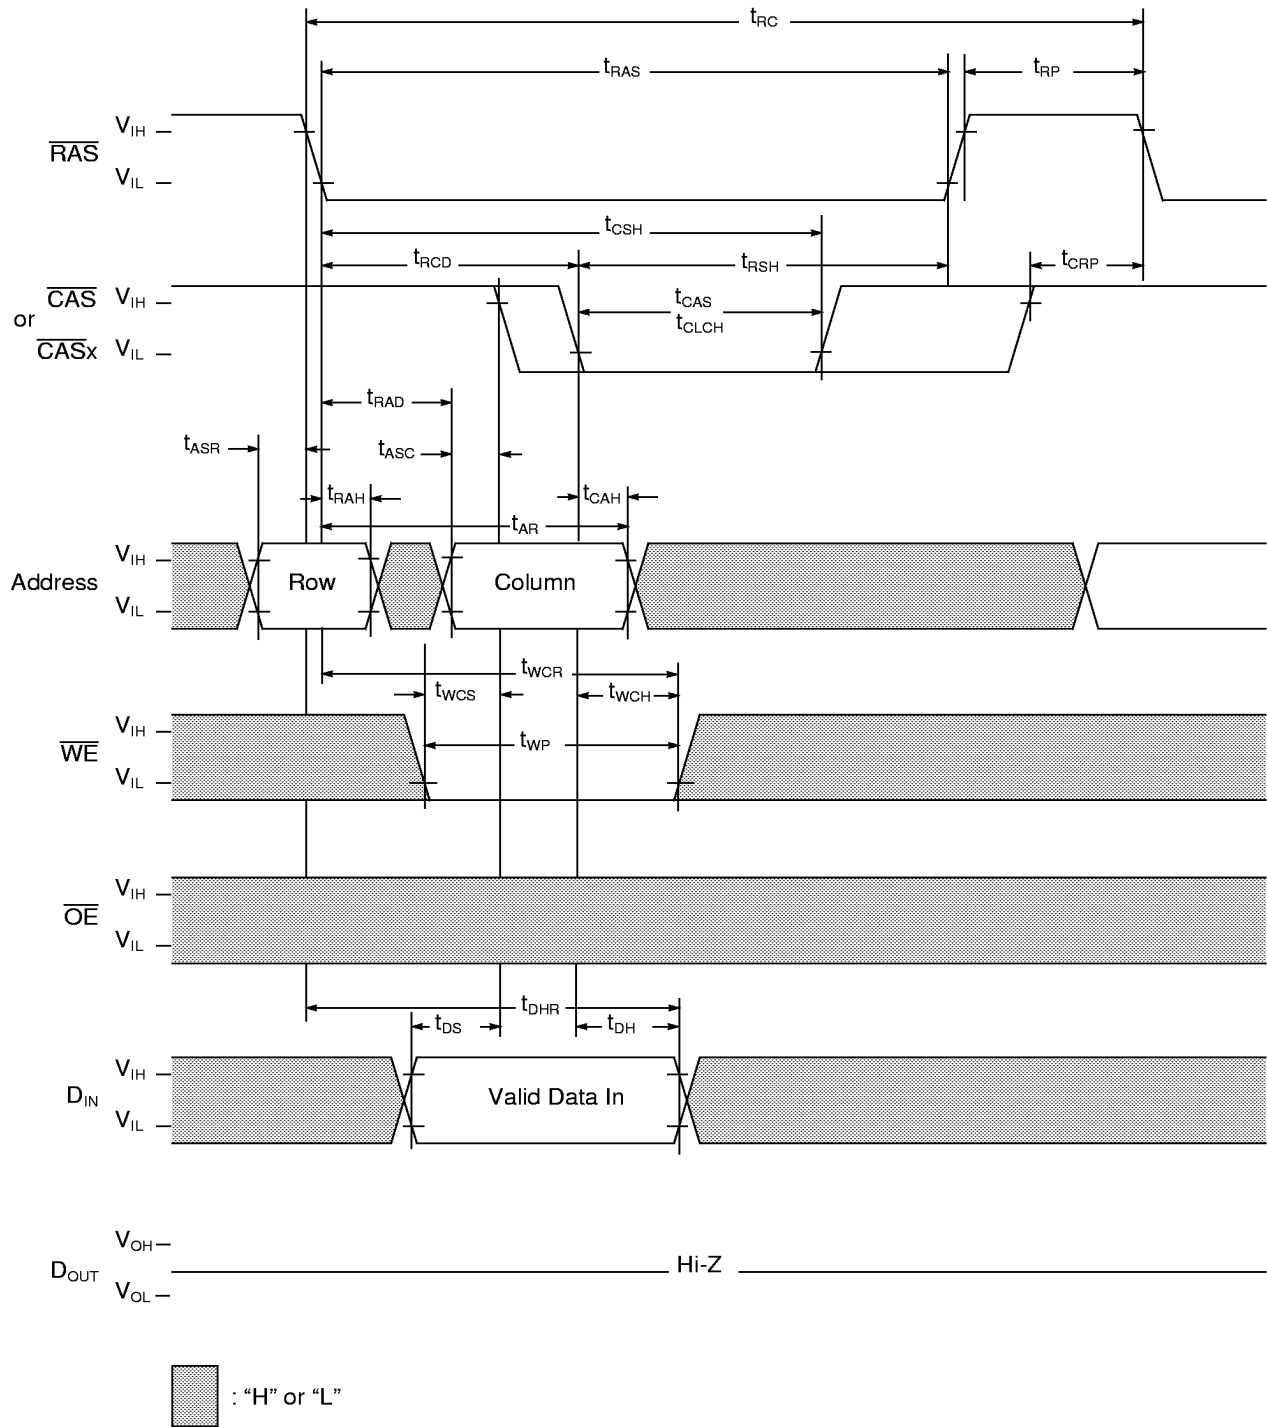 tRC
tRAS
tRP
VIH
RAS
VIL
tCSH
tRCD
tRSH
tCRP
CAS
VIH
or
tCAS
tCLCH
CASx
VIL
tRAD
tASR
tASC
tRAH
tCAH
tAR
VIH
Address
Row
Column
VIL
tWCR
tWCS
tWCH
VIH
WE
tWP
VIL
VIH
OE
VIL
tDHR
tDS
tDH
VIH
DIN
Valid Data In
VIL
VOH
DOUT
Hi-Z
VOL
: “H” or “L”